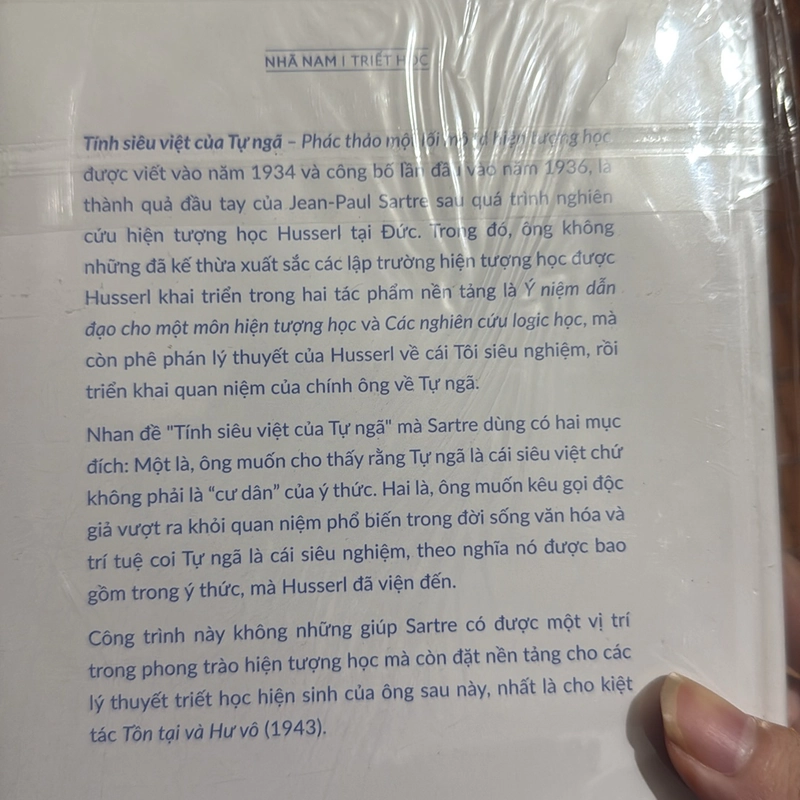 NHÃ NAM | TRIẾT HỌC
Tính siêu việt của Tự ngã – Phác thảo một lối hiện tượng học
được viết vào năm 1934 và công bố lần đầu vào năm 1936, là
thành quả đầu tay của Jean-Paul Sartre sau quá trình nghiên
cứu hiện tượng học Husserl tại Đức. Trong đó, ông không
những đã kế thừa xuất sắc các lập trường hiện tượng học được
Husserl khai triển trong hai tác phẩm nền tảng là Ý niệm dẫn
đạo cho một môn hiện tượng học và Các nghiên cứu logic học, mà
còn phê phán lý thuyết của Husserl về cái Tôi siêu nghiệm, rồi
triển khai quan niệm của chính ông về Tự ngã.
Nhan đề "Tính siêu việt của Tự ngã" mà Sartre dùng có hai mục
đích: Một là, ông muốn cho thấy rằng Tự ngã là cái siêu việt chứ
không phải là “cư dân” của ý thức. Hai là, ông muốn kêu gọi độc
giả vượt ra khỏi quan niệm phổ biến trong đời sống văn hóa và
trí tuệ coi Tự ngã là cái siêu nghiệm, theo nghĩa nó được bao
gồm trong ý thức, mà Husserl đã viện đến.
Công trình này không những giúp Sartre có được một vị trí
trong phong trào hiện tượng học mà còn đặt nền tảng cho các
lý thuyết triết học hiện sinh của ông sau này, nhất là cho kiệt
tác Tồn tại và Hư vô (1943).